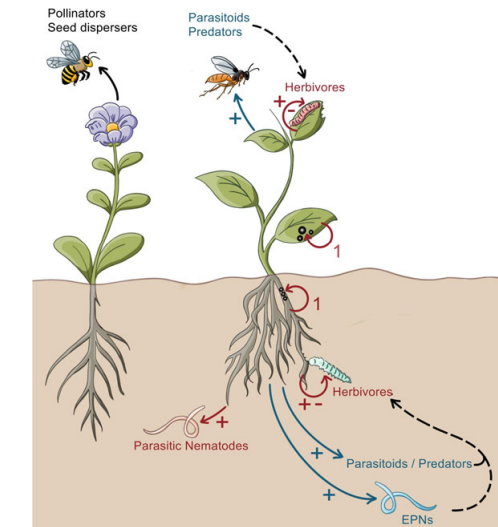 Pollinators
Seed dispersers
Parasitoids
Predators
Herbivores
+
-
+
1
1
+ -
Herbivores
+
Parasitic Nematodes
+
Parasitoids / Predators
+
EPNs